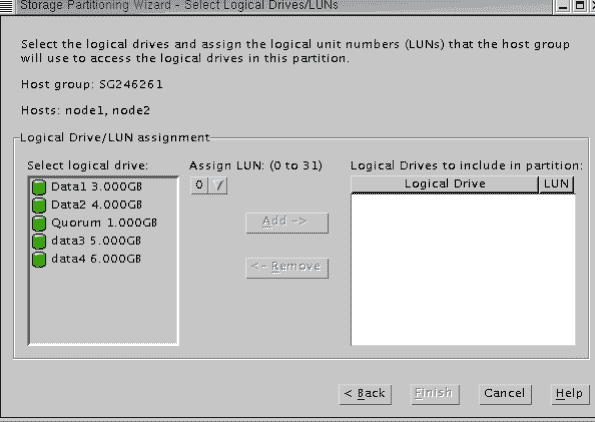 Storage Partitioning Wizard - Select Logical Drives/LUNs
Select the logical drives and assign the logical unit numbers (LUNs) that the host group
will use to access the logical drives in this partition.
Host group: SG246261
Hosts: node1, node2
Logical Drive/LUN assignment
Select logical drive:
Data1 3.000GB
Data2 4.000GB
Quorum 1.000GB
data3 5.000GB
data4 6.000GB
Assign LUN: (0 to 31)
0
Add ->
<- Remove
Logical Drives to include in partition:
Logical Drive LUN
< Back Finish Cancel Help